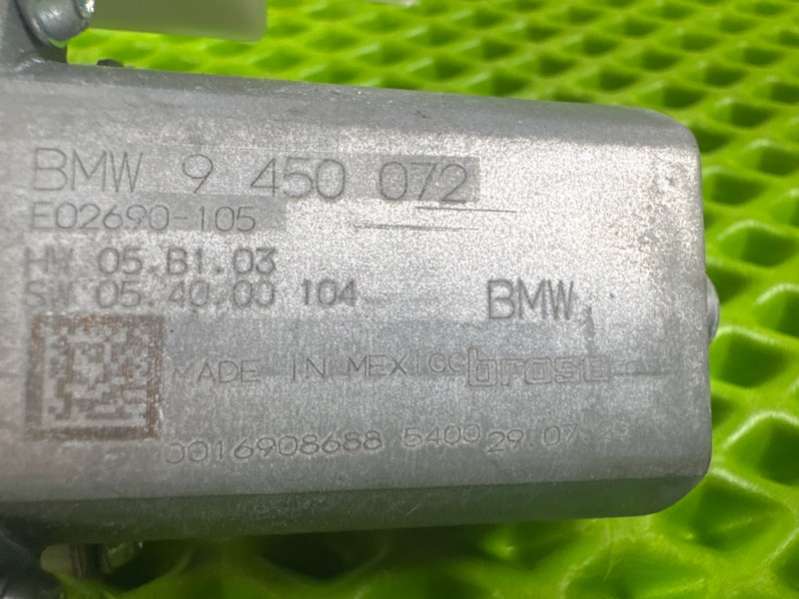 BMW 9 450 072
E02690-105
HW 05.B1.03
SW 05.40.00 104
BMW
MADE IN MEXICO brose
0016908688 5400 29.07